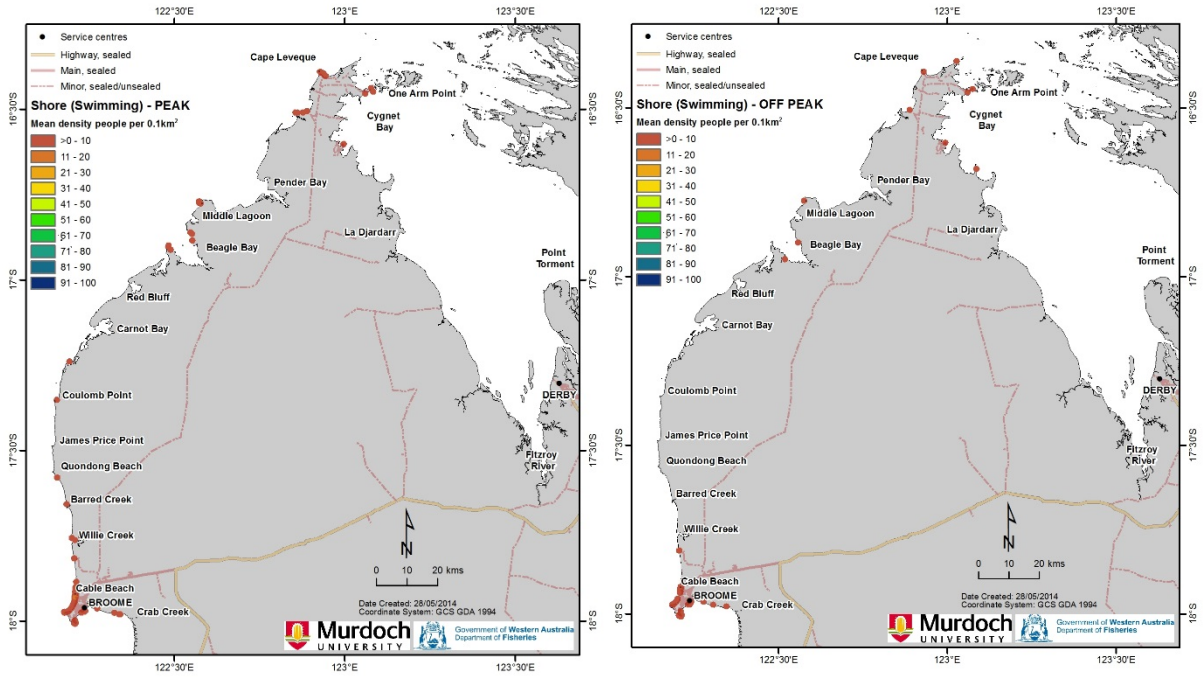 122°30'E 123°E 123°30'E
Service centres
Highway, sealed
Main, sealed
Minor, sealed/unsealed
Shore (Swimming) - PEAK
Mean density people per 0.1km²
>0 - 10
11 - 20
21 - 30
31 - 40
41 - 50
51 - 60
61 - 70
71 - 80
81 - 90
91 - 100
Cape Leveque
One Arm Point
Cygnet
Bay
Pender Bay
Middle Lagoon
La Djardarr
Beagle Bay
Point
Torment
Red Bluff
Carnot Bay
Coulomb Point
DERBY
James Price Point
Quondong Beach
Fitzroy
River
Barred Creek
Willie Creek
N
Cable Beach
BROOME
Crab Creek
0 10 20 kms
Date Created: 28/05/2014
Coordinate System: GCS GDA 1994
Murdoch
UNIVERSITY
Government of Western Australia
Department of Fisheries
16°30'S
17°S
17°30'S
18°S
122°30'E 123°E 123°30'E
122°30'E 123°E 123°30'E
Service centres
Highway, sealed
Main, sealed
Minor, sealed/unsealed
Shore (Swimming) - OFF PEAK
Mean density people per 0.1km²
>0 - 10
11 - 20
21 - 30
31 - 40
41 - 50
51 - 60
61 - 70
71 - 80
81 - 90
91 - 100
Cape Leveque
One Arm Point
Cygnet
Bay
Pender Bay
Middle Lagoon
La Djardarr
Beagle Bay
Point
Torment
Red Bluff
Carnot Bay
Coulomb Point
DERBY
James Price Point
Quondong Beach
Fitzroy
River
Barred Creek
Willie Creek
N
Cable Beach
BROOME
Crab Creek
0 10 20 kms
Date Created: 28/05/2014
Coordinate System: GCS GDA 1994
Murdoch
UNIVERSITY
Government of Western Australia
Department of Fisheries
16°30'S
17°S
17°30'S
18°S
122°30'E 123°E 123°30'E